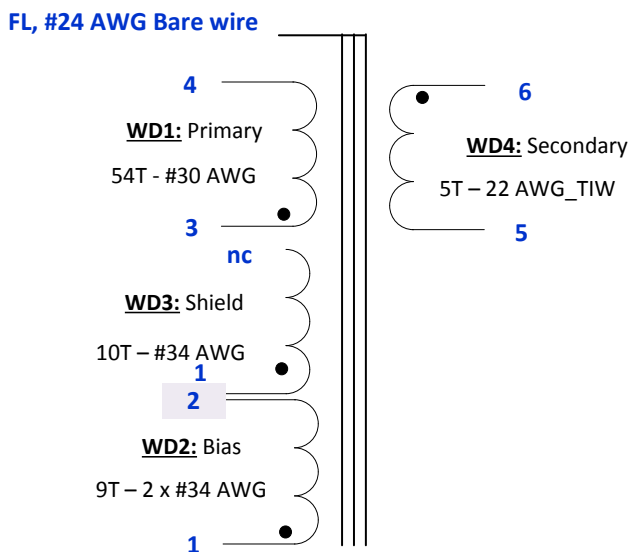 FL, #24 AWG Bare wire
4
WD1: Primary
54T - #30 AWG
3
nc
WD3: Shield
10T – #34 AWG
1
2
WD2: Bias
9T – 2 x #34 AWG
1
6
WD4: Secondary
5T – 22 AWG_TIW
5